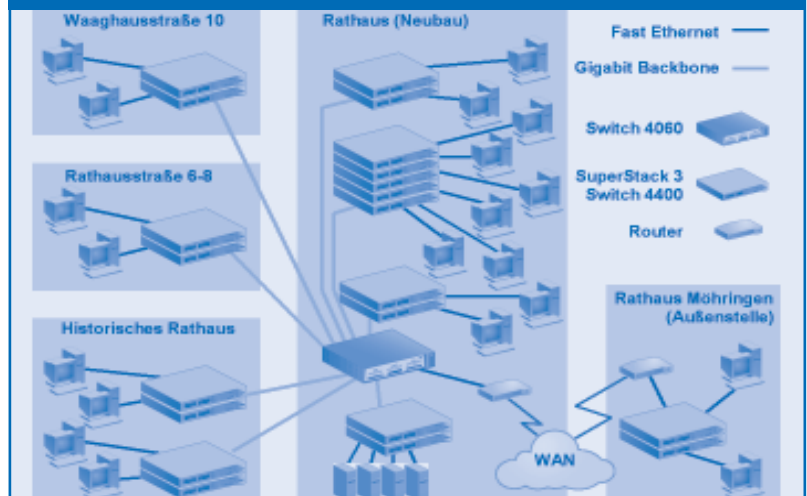 Waaghausstraße 10
Rathaus (Neubau)
Fast Ethernet
Gigabit Backbone
Switch 4060
SuperStack 3
Switch 4400
Router
Rathausstraße 6-8
Historisches Rathaus
Rathaus Möhringen
(Außenstelle)
WAN